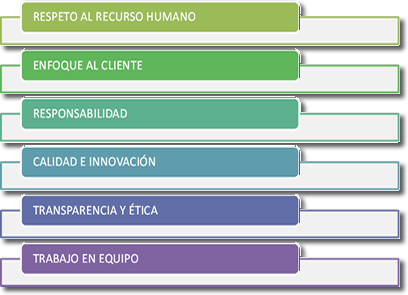 RESPETO AL RECURSO HUMANO
ENFOQUE AL CLIENTE
RESPONSABILIDAD
CALIDAD E INNOVACIÓN
TRANSPARENCIA Y ÉTICA
TRABAJO EN EQUIPO